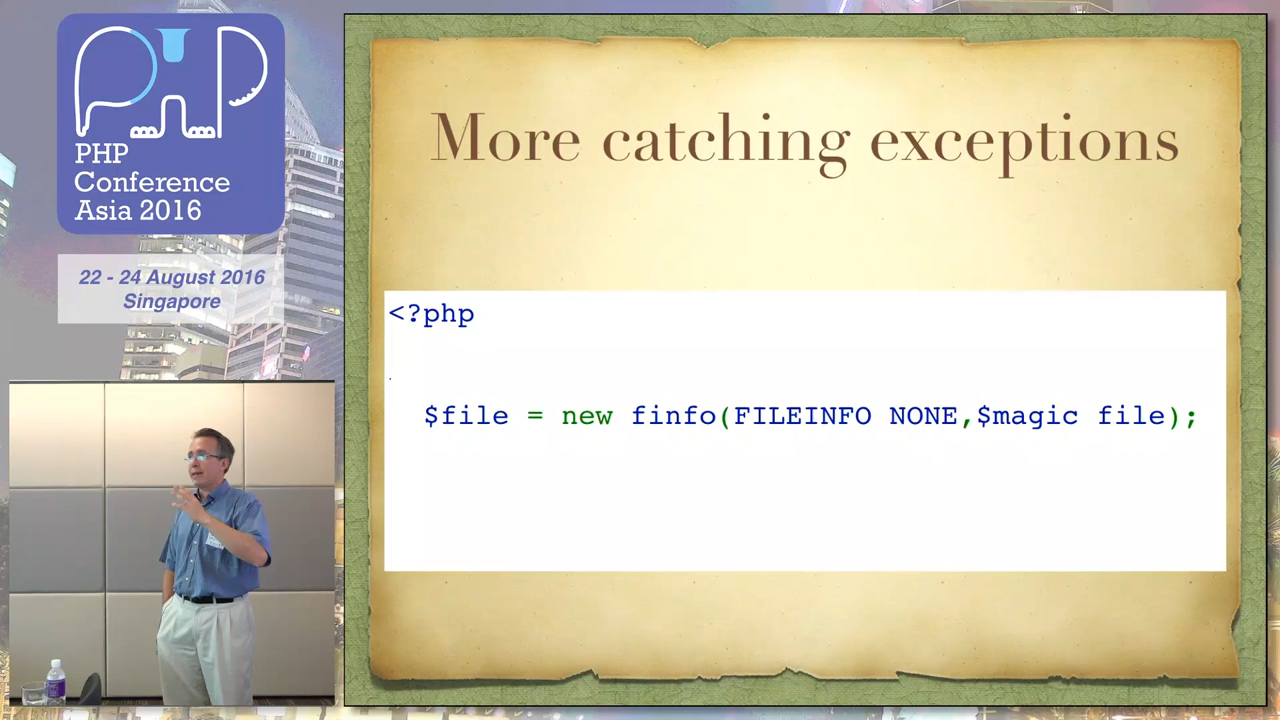 PHP
Conference
Asia 2016
22 - 24 August 2016
Singapore
More catching exceptions
<?php
$file = new finfo(FILEINFO NONE,$magic file);